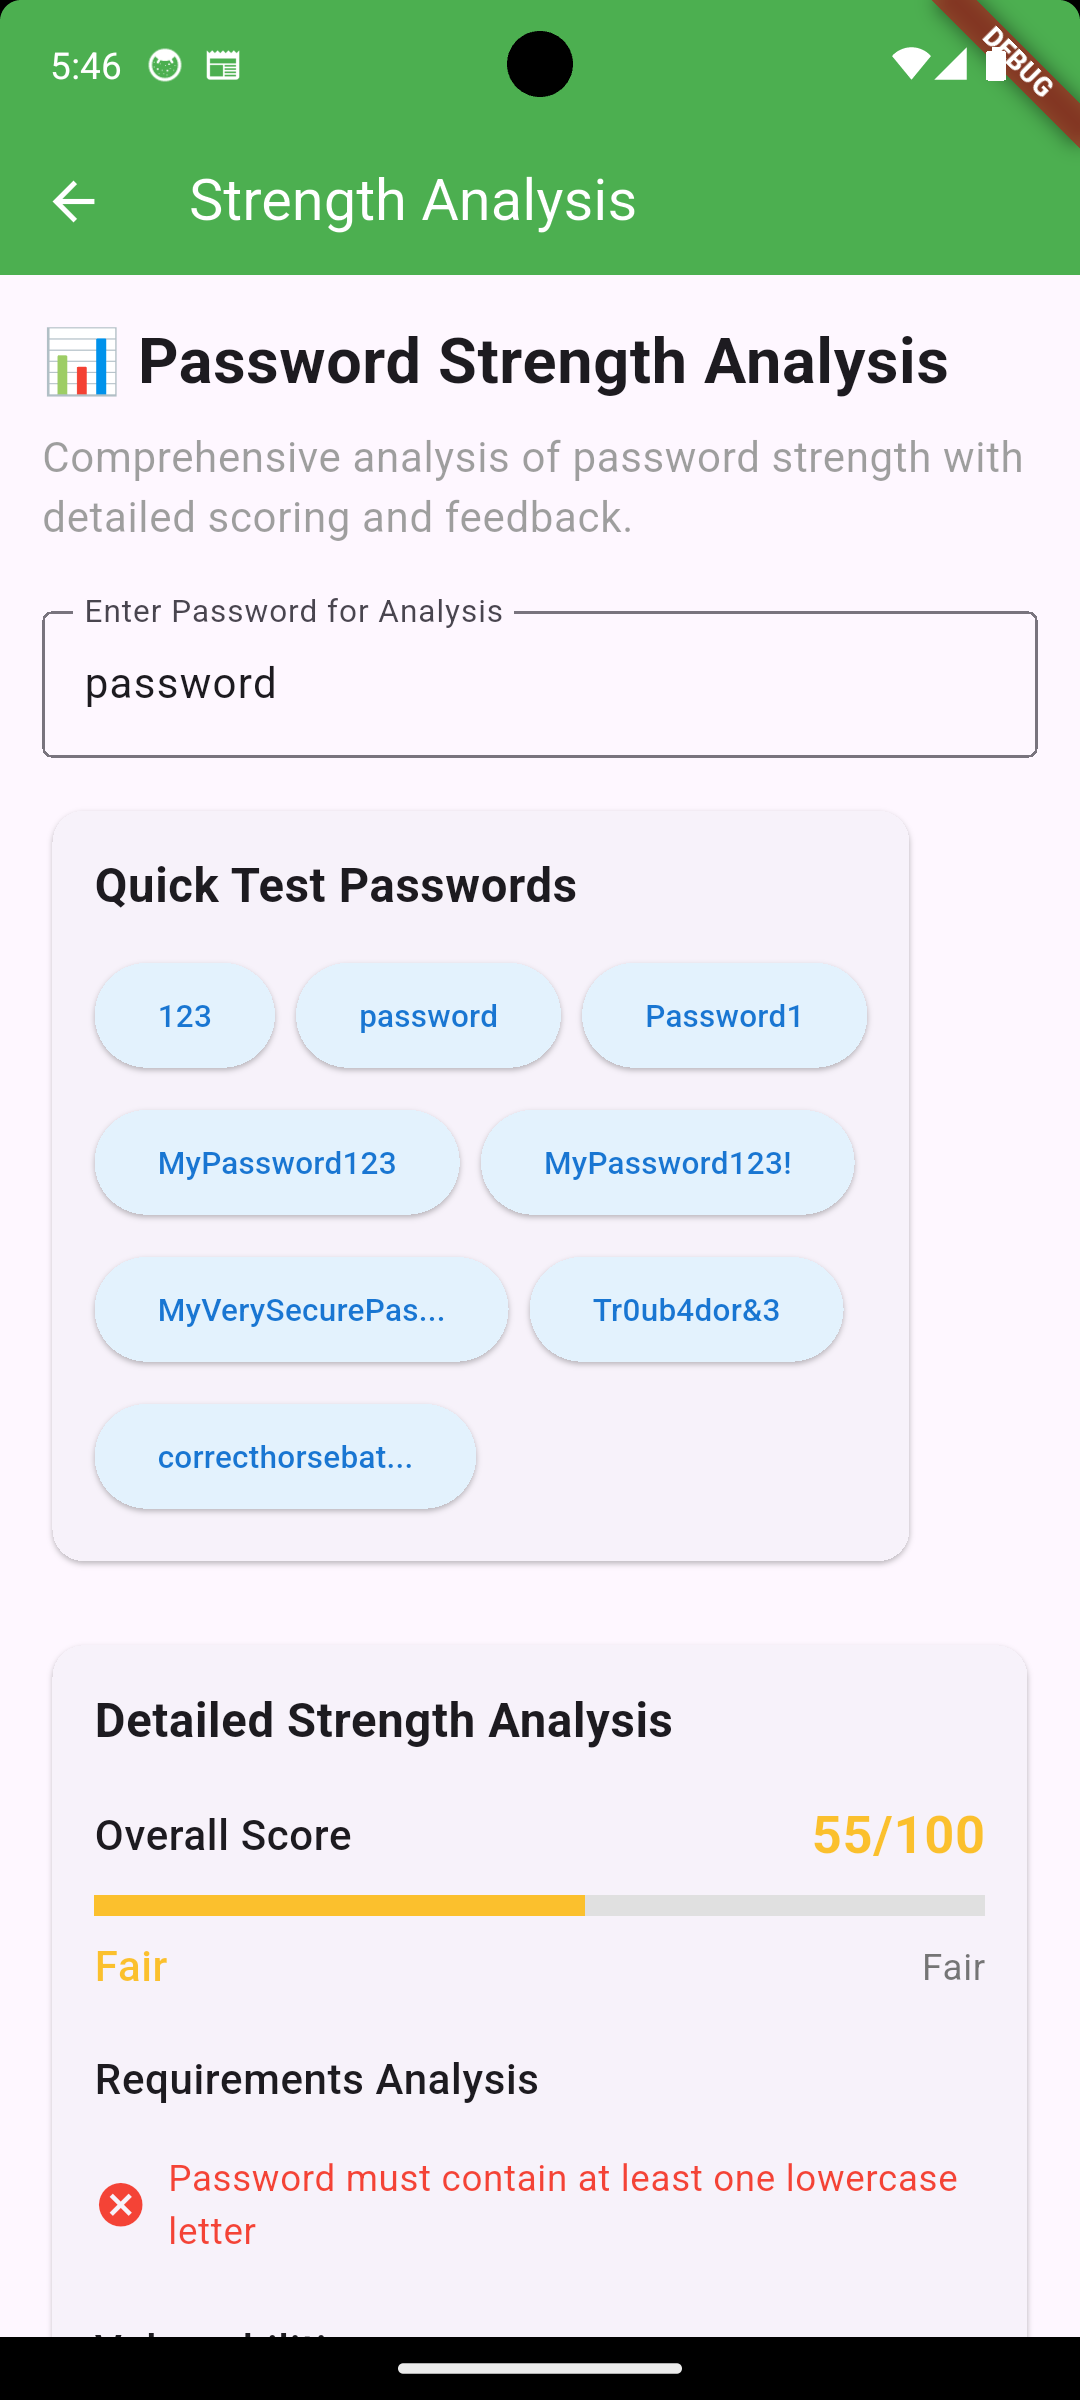 5:46
DEBUG
Strength Analysis
Password Strength Analysis
Comprehensive analysis of password strength with
detailed scoring and feedback.
Enter Password for Analysis
password
Quick Test Passwords
123
password
Password1
MyPassword123
MyPassword123!
MyVerySecurePas...
Tr0ub4dor&3
correcthorsebat...
Detailed Strength Analysis
Overall Score
55/100
Fair
Fair
Requirements Analysis
Password must contain at least one lowercase
letter